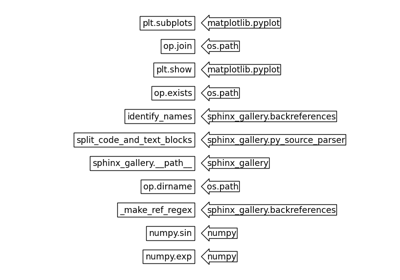 plt.subplots matplotlib.pyplot
op.join os.path
plt.show matplotlib.pyplot
op.exists os.path
identify_names sphinx_gallery.backreferences
split_code_and_text_blocks sphinx_gallery.py_source_parser
sphinx_gallery.__path__ sphinx_gallery
op.dirname os.path
_make_ref_regex sphinx_gallery.backreferences
numpy.sin numpy
numpy.exp numpy